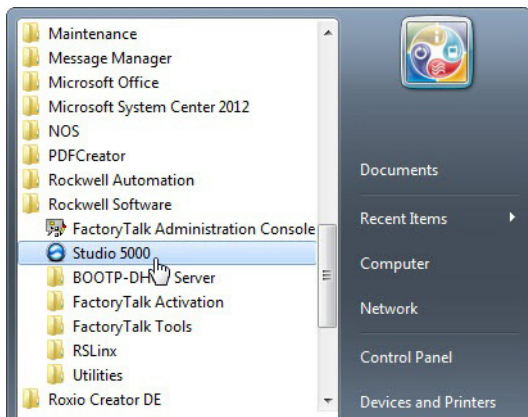 Maintenance
Message Manager
Microsoft Office
Microsoft System Center 2012
NOS
PDFCreator
Rockwell Automation
Rockwell Software
FactoryTalk Administration Console
Studio 5000
BOOTP-DH Server
FactoryTalk Activation
FactoryTalk Tools
RSLinx
Utilities
Roxio Creator DE
Documents
Recent Items
Computer
Network
Control Panel
Devices and Printers